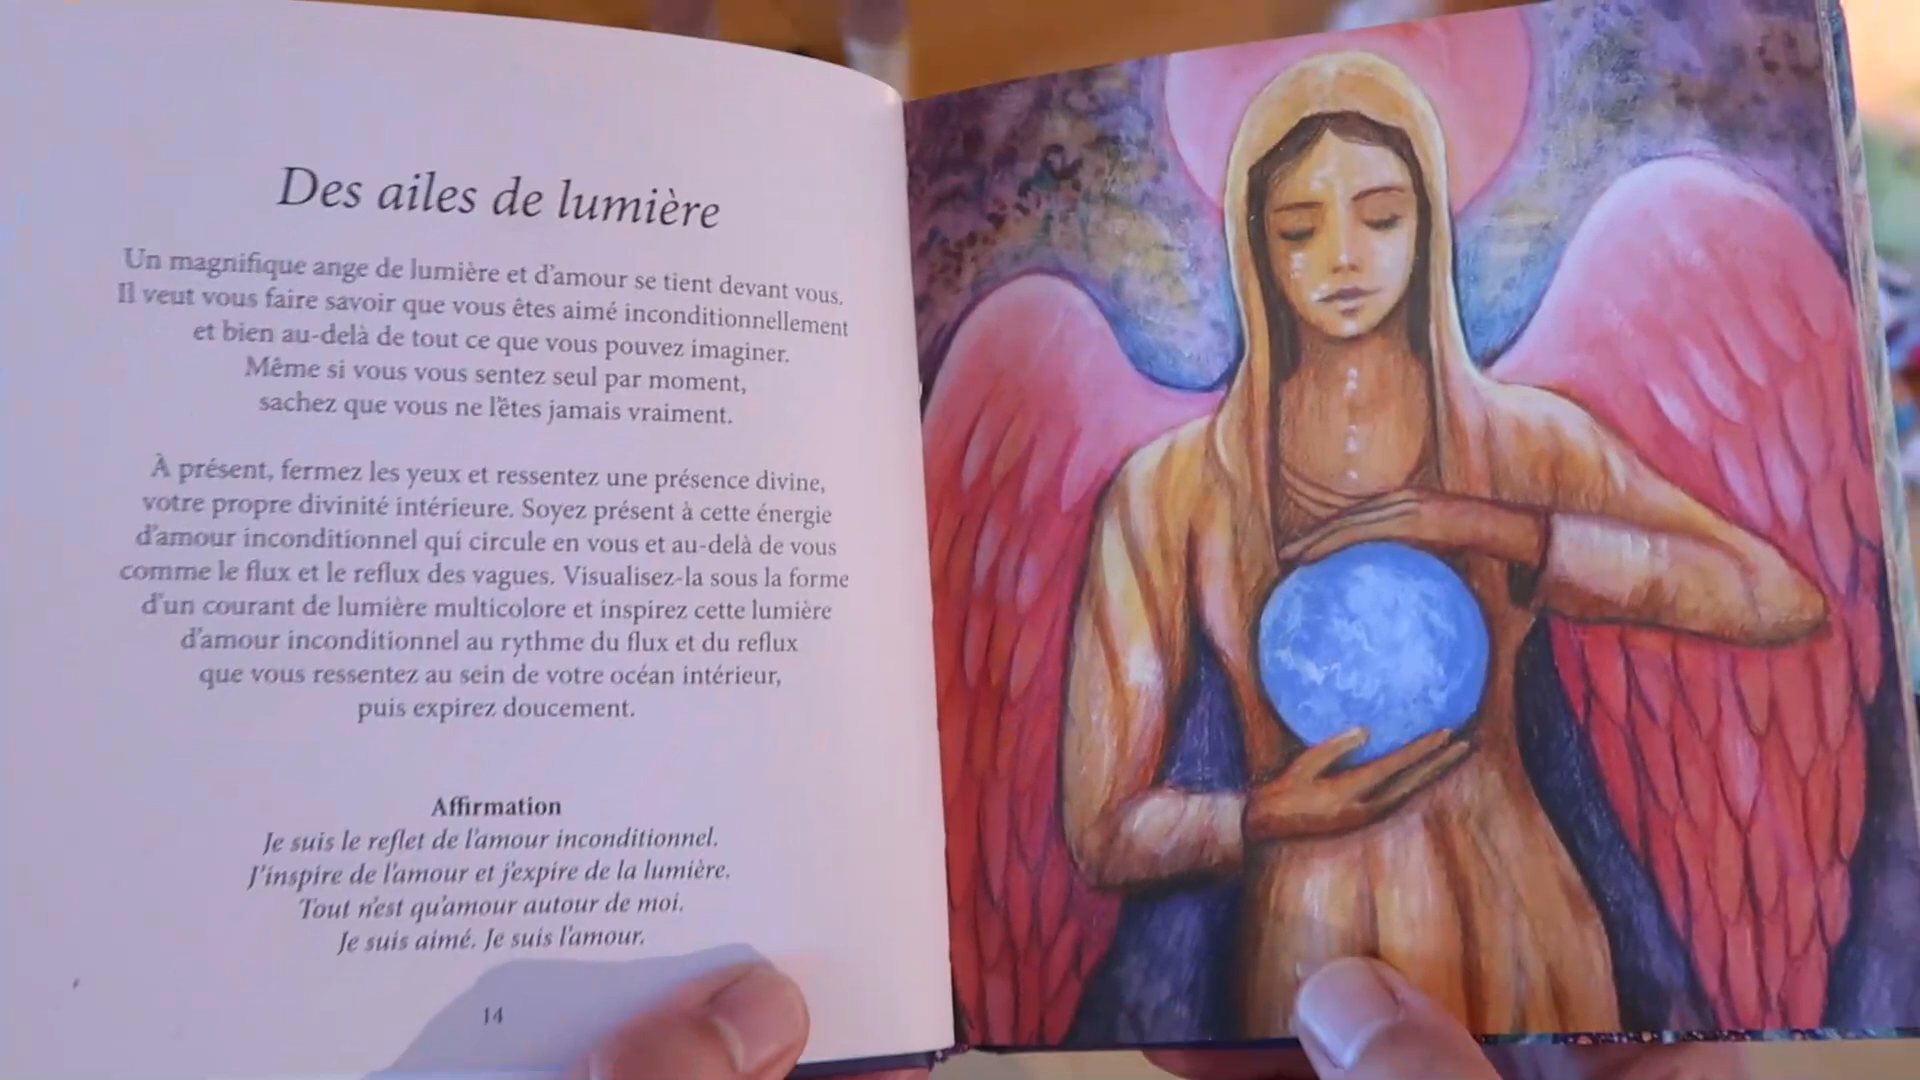 Des ailes de lumière
Un magnifique ange de lumière et d'amour se tient devant vous.
Il veut vous faire savoir que vous êtes aimé inconditionnellement
et bien au-delà de tout ce que vous pouvez imaginer.
Même si vous vous sentez seul par moment,
sachez que vous ne l'êtes jamais vraiment.
À présent, fermez les yeux et ressentez une présence divine,
votre propre divinité intérieure. Soyez présent à cette énergie
d'amour inconditionnel qui circule en vous et au-delà de vous
comme le flux et le reflux des vagues. Visualisez-la sous la forme
d'un courant de lumière multicolore et inspirez cette lumière
d'amour inconditionnel au rythme du flux et du reflux
que vous ressentez au sein de votre océan intérieur,
puis expirez doucement.
Affirmation
Je suis le reflet de l'amour inconditionnel.
J'inspire de l'amour et j'expire de la lumière.
Tout n'est qu'amour autour de moi.
Je suis aimé. Je suis l'amour.
14